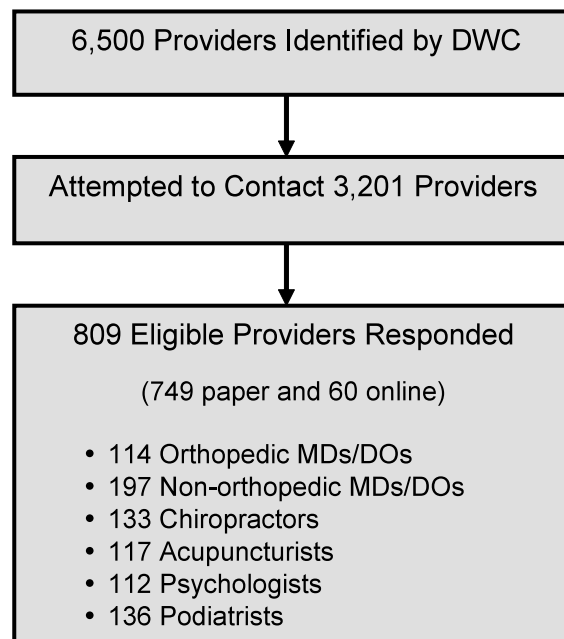 6,500 Providers Identified by DWC
Attempted to Contact 3,201 Providers
809 Eligible Providers Responded
(749 paper and 60 online)
• 114 Orthopedic MDs/DOs
• 197 Non-orthopedic MDs/DOs
• 133 Chiropractors
• 117 Acupuncturists
• 112 Psychologists
• 136 Podiatrists